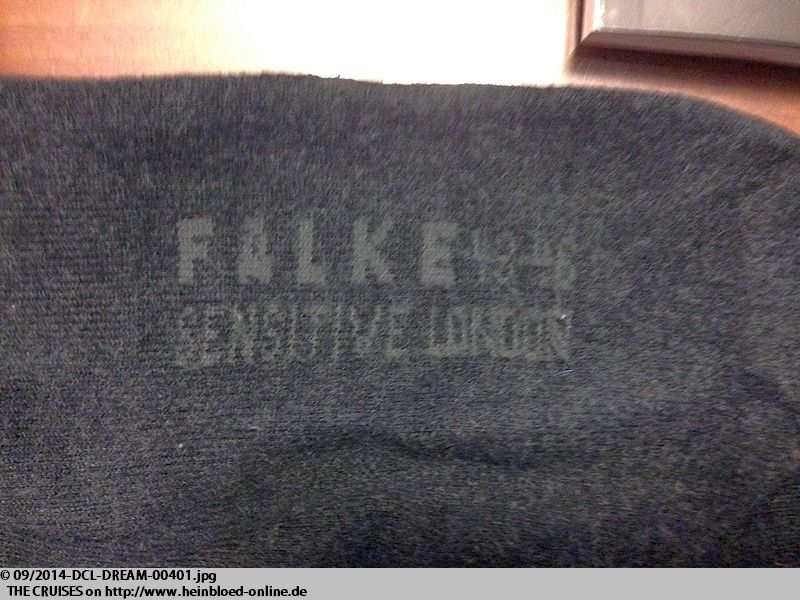 FALKE
SENSITIVE LONDON
© 09/2014-DCL-DREAM-00401.jpg
THE CRUISES on http://www.heinbloed-online.de